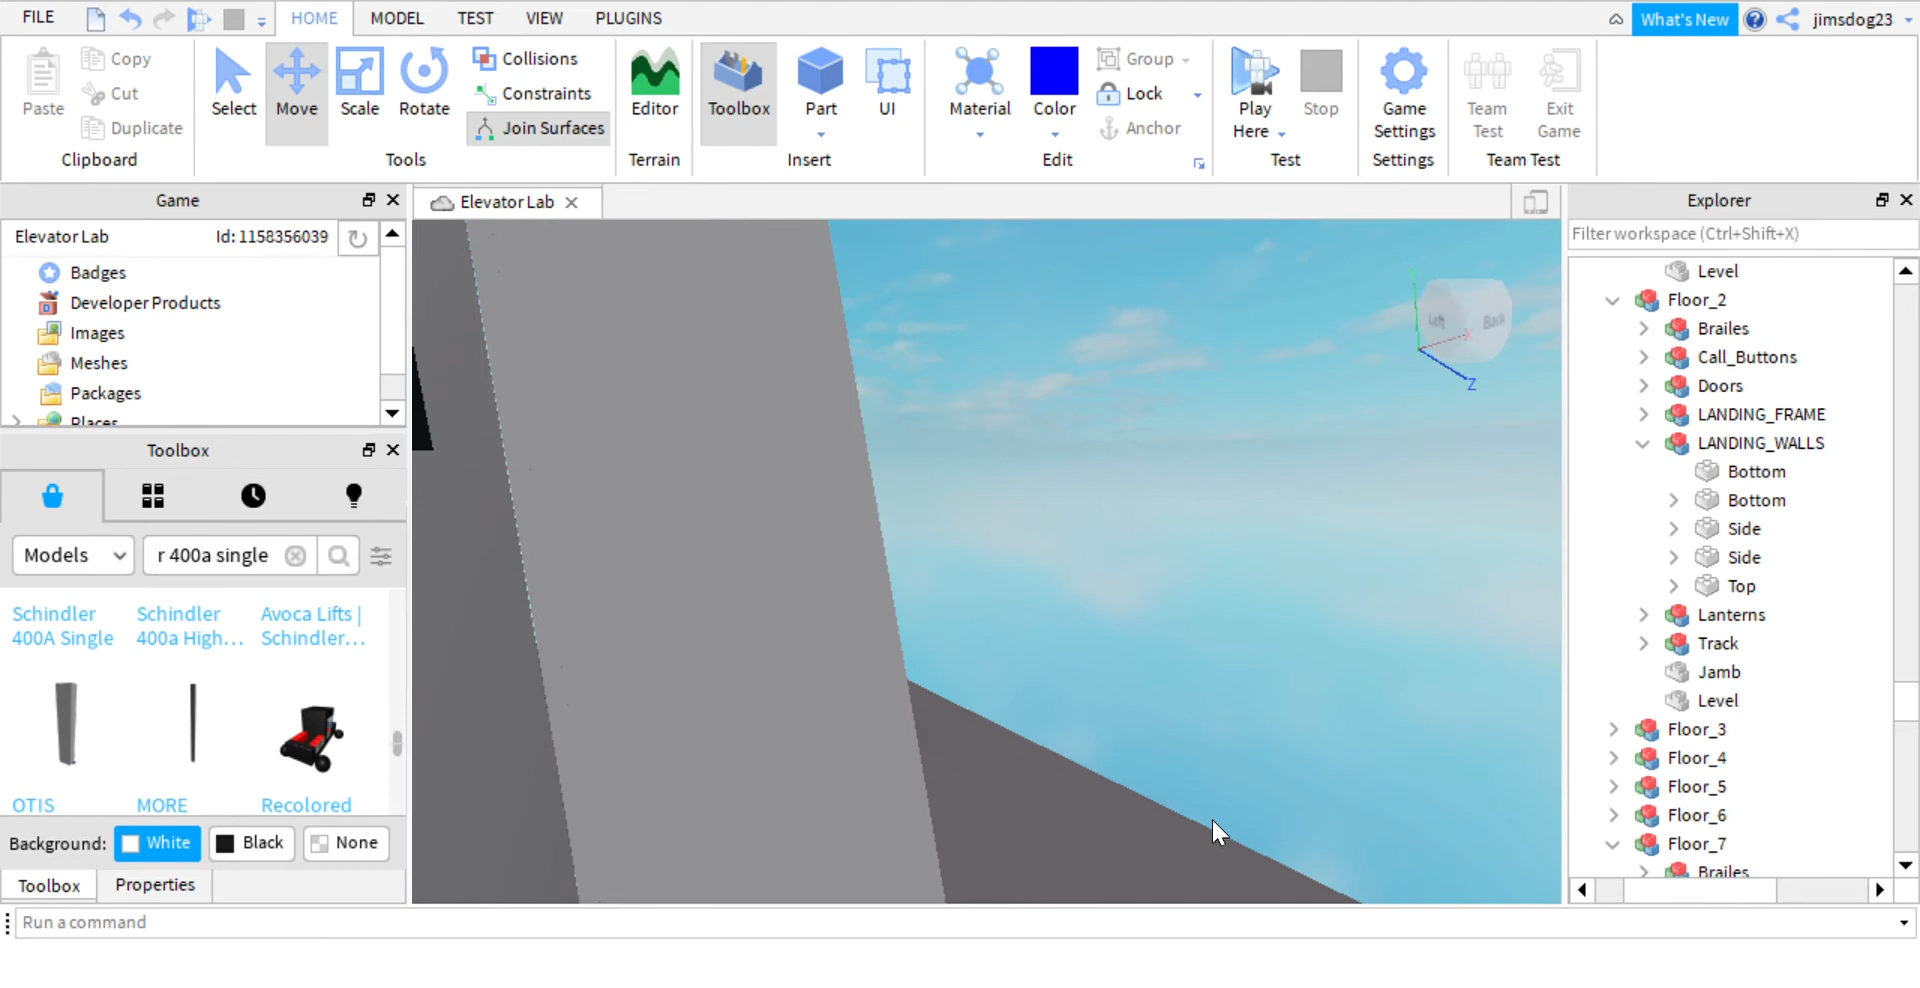 FILE
HOME
MODEL
TEST
VIEW
PLUGINS
What's New
jimsdog23
Paste
Copy
Cut
Duplicate
Clipboard
Select
Move
Scale
Rotate
Collisions
Constraints
Join Surfaces
Tools
Editor
Terrain
Toolbox
Part
UI
Insert
Material
Color
Group
Lock
Anchor
Edit
Play
Here
Stop
Test
Game
Settings
Settings
Team
Test
Exit
Game
Team Test
Game
Elevator Lab
Id: 1158356039
Badges
Developer Products
Images
Meshes
Packages
Places
Toolbox
Models
r 400a single
Schindler
400A Single
Schindler
400a High...
Avoca Lifts |
Schindler...
OTIS
MORE
Recolored
Background:
White
Black
None
Toolbox
Properties
Run a command
Elevator Lab
Left
Back
Y
X
Z
Explorer
Filter workspace (Ctrl+Shift+X)
Level
Floor_2
Brailes
Call_Buttons
Doors
LANDING_FRAME
LANDING_WALLS
Bottom
Bottom
Side
Side
Top
Lanterns
Track
Jamb
Level
Floor_3
Floor_4
Floor_5
Floor_6
Floor_7
Brailes